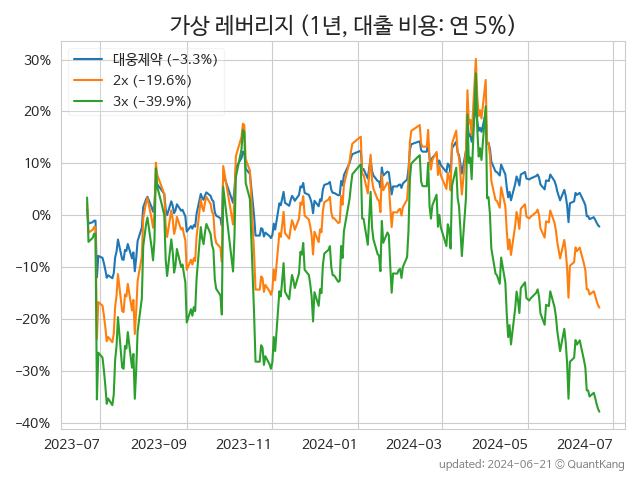 가상 레버리지 (1년, 대출 비용: 연 5%)
대웅제약 (−3.3%)
2x (−19.6%)
3x (−39.9%)
30%
20%
10%
0%
−10%
−20%
−30%
−40%
2023-07 2023-09 2023-11 2024-01 2024-03 2024-05 2024-07
updated: 2024-06-21 © QuantKang